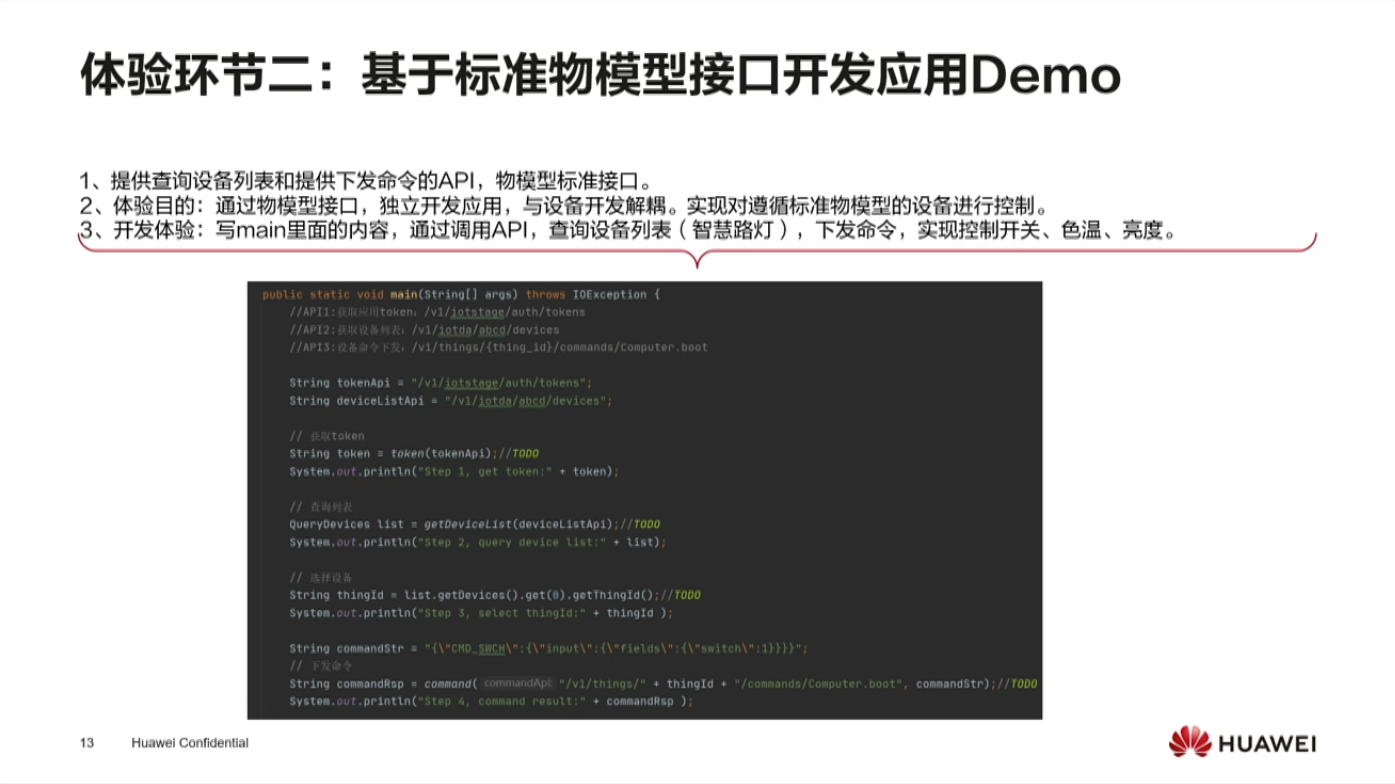 体验环节二：基于标准物模型接口开发应用Demo
1、提供查询设备列表和提供下发命令的API，物模型标准接口。
2、体验目的：通过物模型接口，独立开发应用，与设备开发解耦。实现对遵循标准物模型的设备进行控制。
3、开发体验：写main里面的内容，通过调用API，查询设备列表（智慧路灯），下发命令，实现控制开关、色温、亮度。
public static void main(String[] args) throws IOException {
//API1:获取应用token：/v1/iotstage/auth/tokens
//API2:获取设备列表：/v1/iotda/abcd/devices
//API3:设备命令下发：/v1/things/{thing_id}/commands/Computer.boot
String tokenApi = "/v1/iotstage/auth/tokens";
String deviceListApi = "/v1/iotda/abcd/devices";
// 获取token
String token = token(tokenApi);//TODO
System.out.println("Step 1, get token:" + token);
// 查询列表
QueryDevices list = getDeviceList(deviceListApi);//TODO
System.out.println("Step 2, query device list:" + list);
// 选择设备
String thingId = list.getDevices().get(0).getThingId();//TODO
System.out.println("Step 3, select thingId:" + thingId );
String commandStr = "{\"CMD_SWCH\":{\"input\":{\"fields\":{\"switch\":1}}}}";
// 下发命令
String commandRsp = command( commandApi: "/v1/things/" + thingId + "/commands/Computer.boot", commandStr);//TODO
System.out.println("Step 4, command result:" + commandRsp );
13 Huawei Confidential
HUAWEI